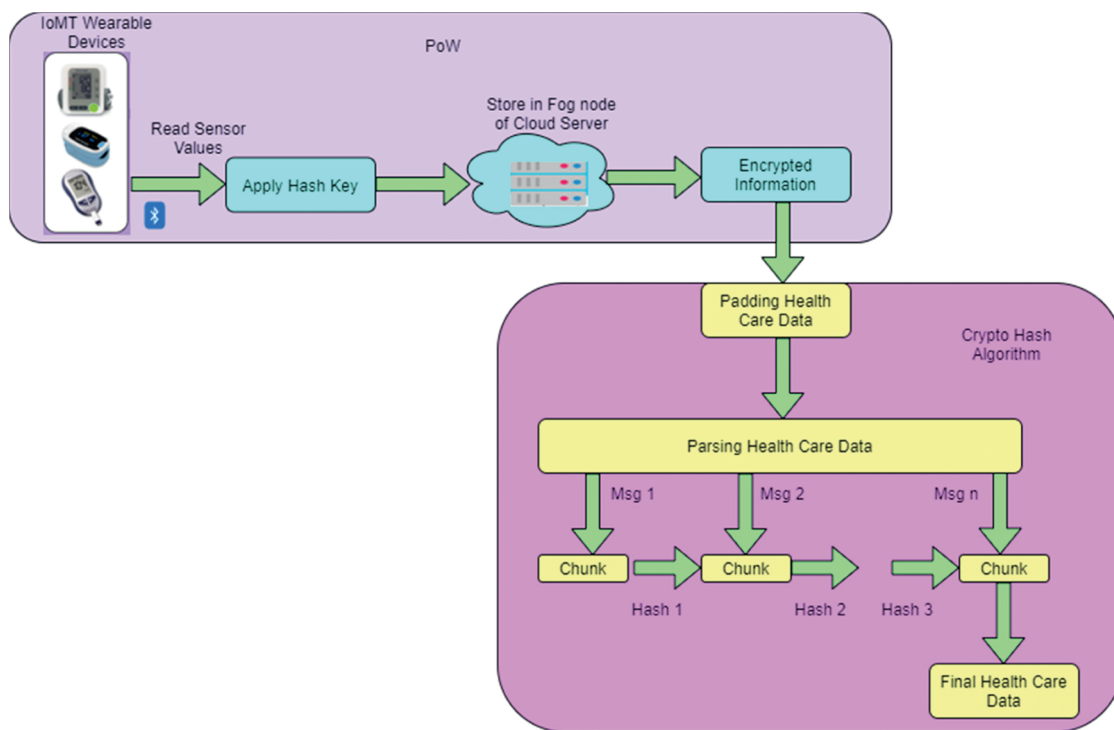 IoMT Wearable
Devices
PoW
Read Sensor
Values
Apply Hash Key
Store in Fog node
of Cloud Server
Encrypted
Information
Padding Health
Care Data
Crypto Hash
Algorithm
Parsing Health Care Data
Msg 1
Msg 2
Msg n
Chunk
Chunk
Chunk
Hash 1
Hash 2
Hash 3
Final Health Care
Data